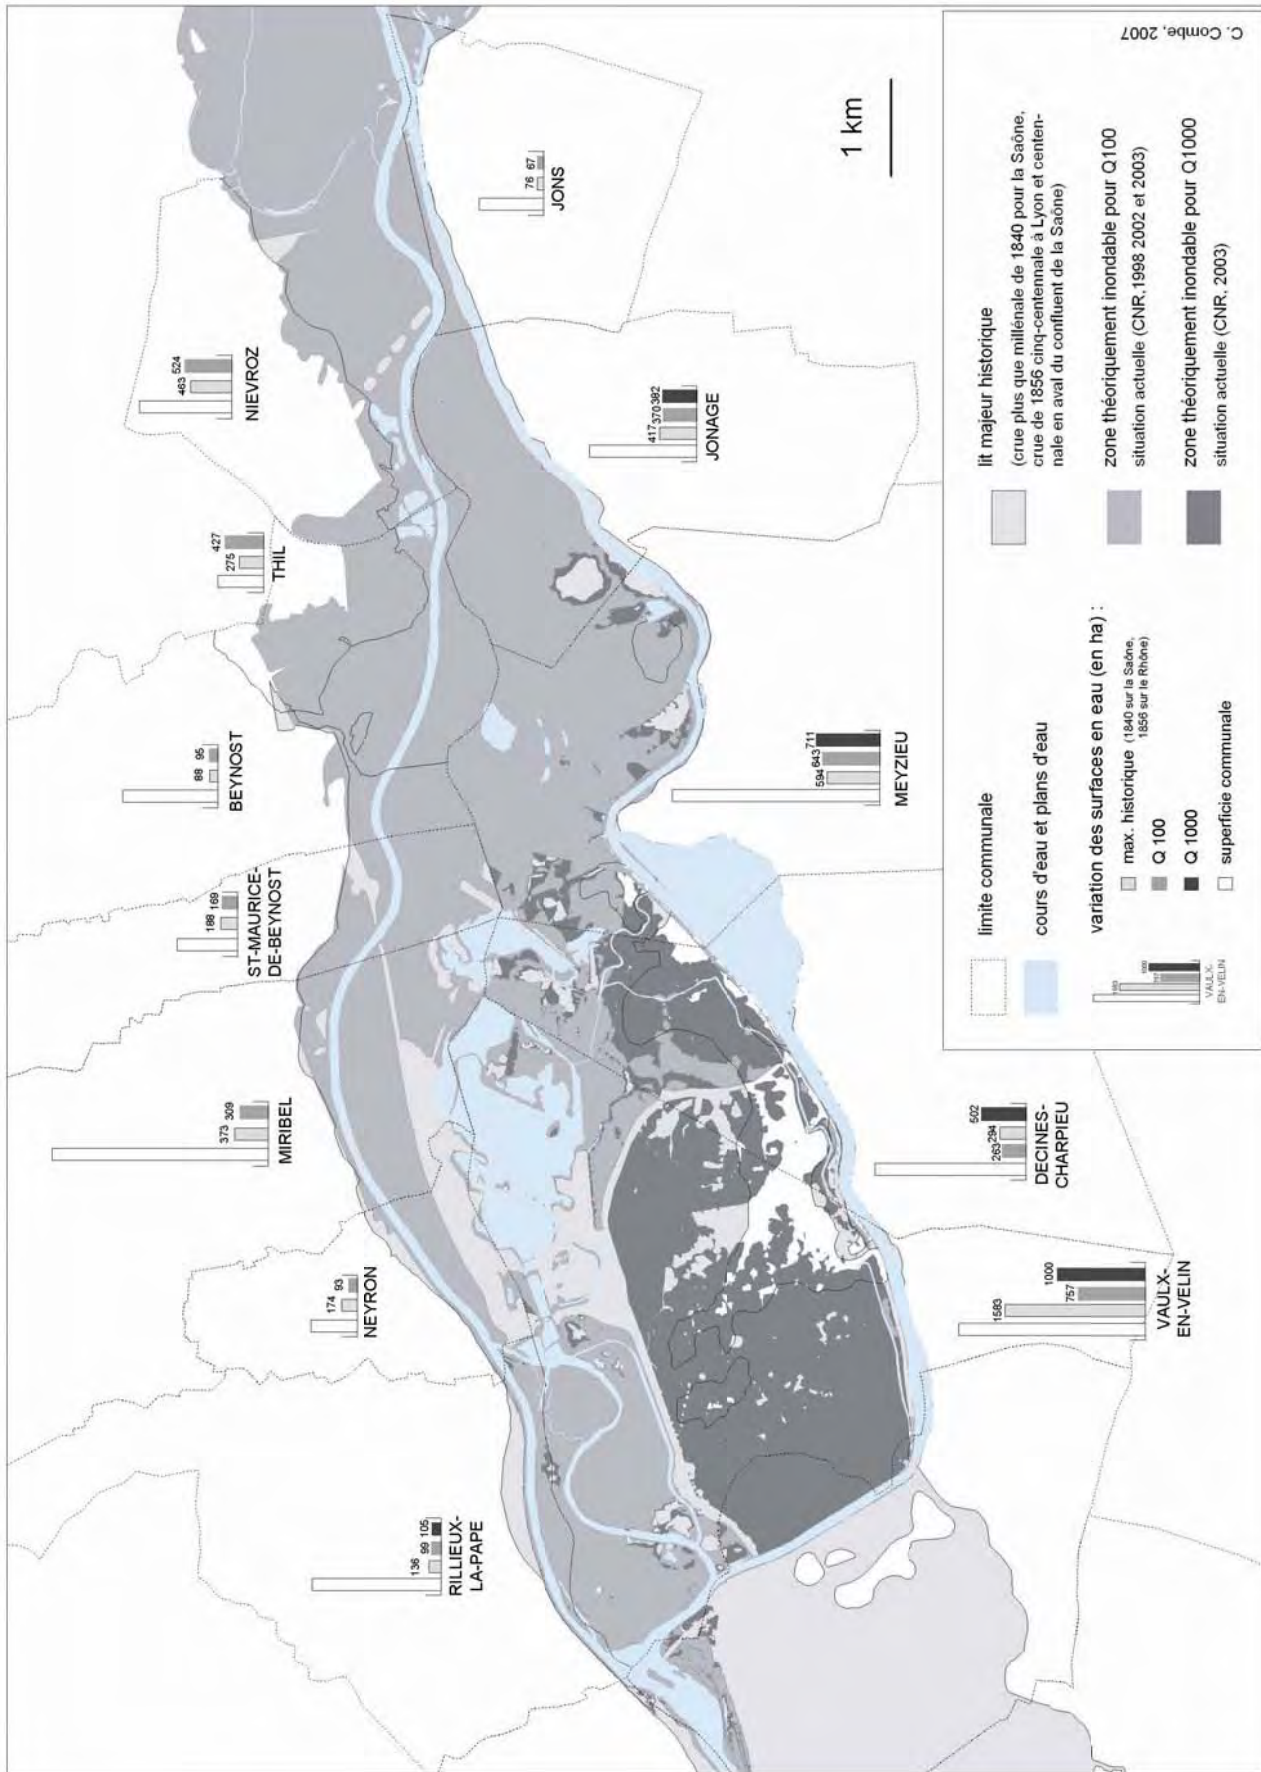 RILLIEUX-
LA-PAPE
136
99
105
NEYRON
174
93
MIRIBEL
373
309
ST-MAURICE-
DE-BEYNOST
188
169
BEYNOST
88
95
THIL
275
427
NIEVROZ
463
524
VAULX-
EN-VELIN
1583
757
1000
DECINES-
CHARPIEU
263
294
502
MEYZIEU
594
643
711
JONAGE
417
370
382
JONS
76
67
1 km
limite communale
cours d'eau et plans d'eau
variation des surfaces en eau (en ha) :
max. historique (1840 sur la Saône,
1856 sur le Rhône)
Q 100
Q 1000
superficie communale
1583
757
1000
VAULX-
EN-VELIN
lit majeur historique
(crue plus que millénale de 1840 pour la Saône,
crue de 1856 cinq-centennale à Lyon et centen-
nale en aval du confluent de la Saône)
zone théoriquement inondable pour Q100
situation actuelle (CNR,1998 2002 et 2003)
zone théoriquement inondable pour Q1000
situation actuelle (CNR, 2003)
C. Combe, 2007